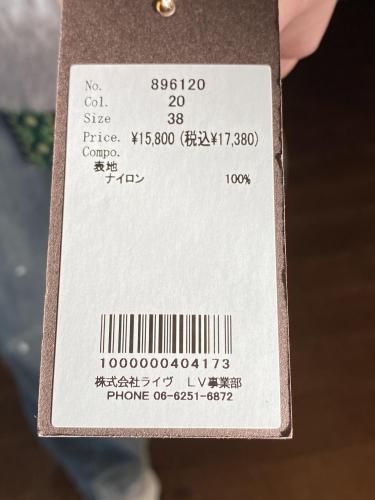 No. 896120
Col. 20
Size 38
Price. ¥15,800 (税込¥17,380)
Compo.
表地
ナイロン 100%
1000000404173
株式会社ライヴ LV事業部
PHONE 06-6251-6872